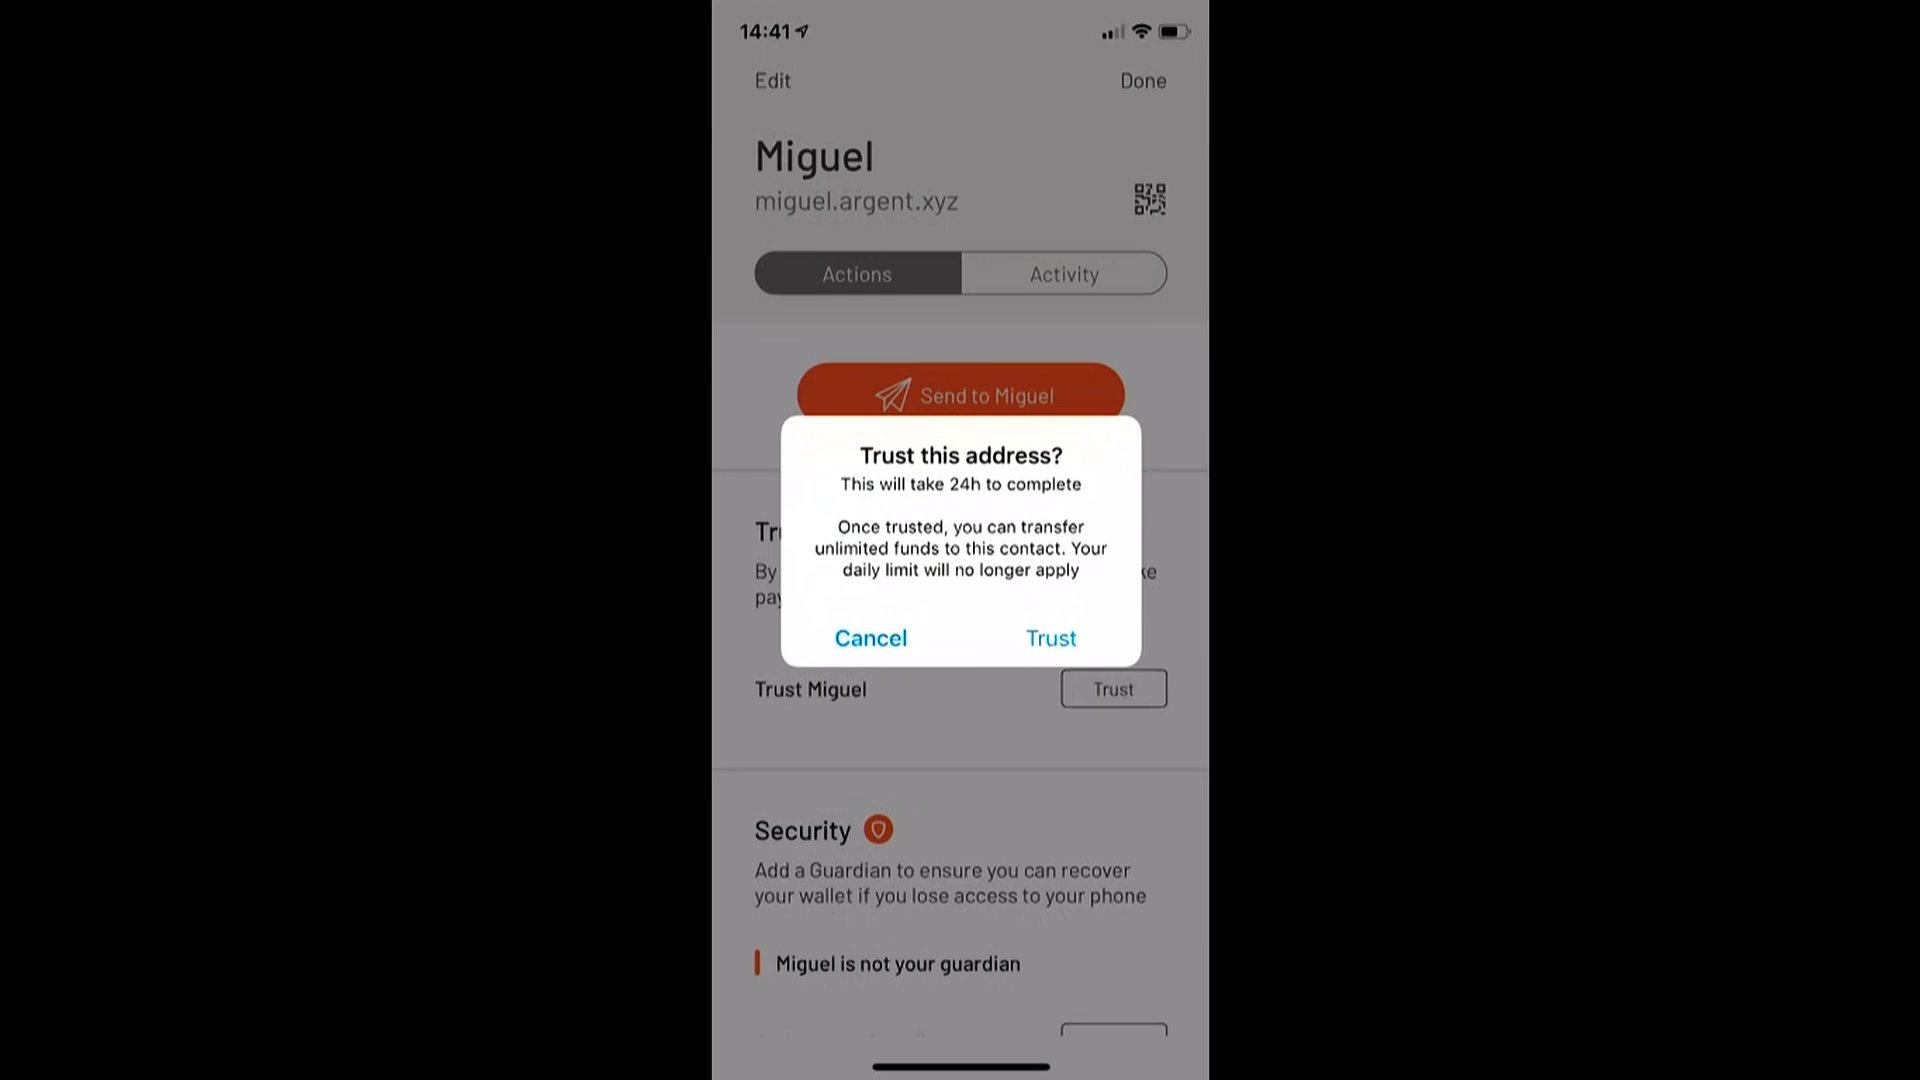 14:41
Edit Done
Miguel
miguel.argent.xyz
Actions Activity
Send to Miguel
Trust this address?
This will take 24h to complete
Once trusted, you can transfer
unlimited funds to this contact. Your
daily limit will no longer apply
By
Cancel Trust
Trust Miguel Trust
Security
Add a Guardian to ensure you can recover
your wallet if you lose access to your phone
Miguel is not your guardian